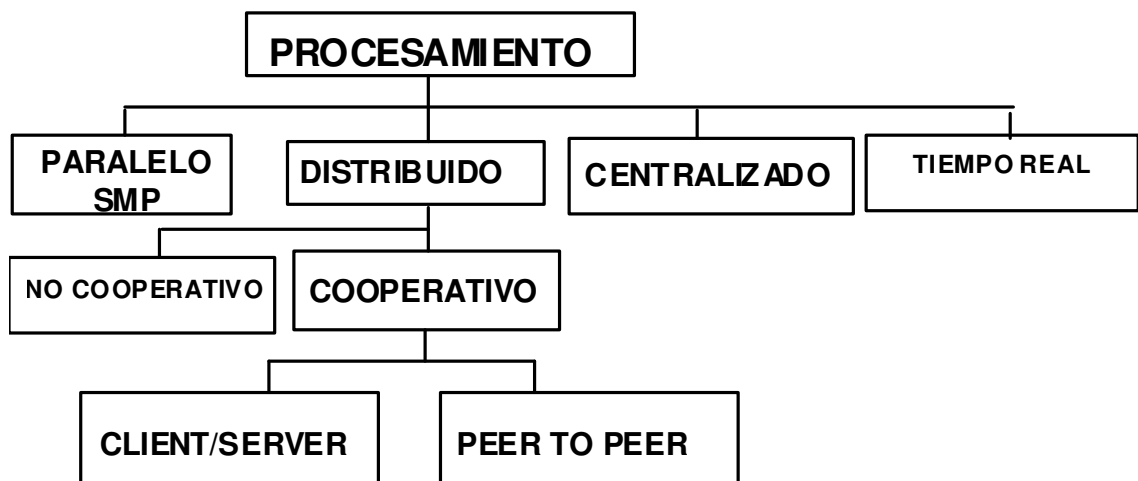 PROCESAMIENTO
PARALELO
SMP
DISTRIBUIDO
CENTRALIZADO
TIEMPO REAL
NO COOPERATIVO
COOPERATIVO
CLIENT/SERVER
PEER TO PEER